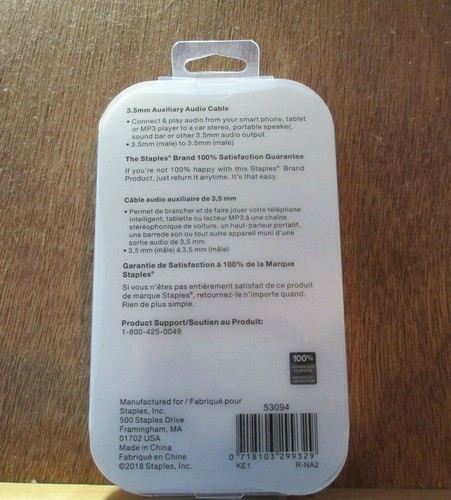 3.5mm Auxiliary Audio Cable
• Connect & play audio from your smart phone, tablet
or MP3 player to a car stereo, portable speaker,
sound bar or other 3.5mm audio output.
• 3.5mm (male) to 3.5mm (male)
The Staples® Brand 100% Satisfaction Guarantee
If you're not 100% happy with this Staples® Brand
Product, just return it anytime. It's that easy.
Câble audio auxiliaire de 3,5 mm
• Permet de brancher et de faire jouer votre téléphone
intelligent, tablette ou lecteur MP3 à une chaîne
stéréophonique de voiture, un haut-parleur portatif,
une barrede son ou tout autre appareil muni d'une
sortie audio de 3,5 mm.
• 3,5 mm (mâle) à 3,5 mm (mâle)
Garantie de Satisfaction à 100% de la Marque
Staples®
Si vous n'êtes pas entièrement satisfait de ce produit
de marque Staples®, retournez-le n'importe quand.
Rien de plus simple.
Product Support/Soutien au Produit:
1-800-425-0049
100%
Manufactured for / Fabriqué pour
Staples, Inc.
500 Staples Drive
Framingham, MA
01702 USA
Made in China
Fabriqué en Chine
©2018 Staples, Inc.
53094
0 718103 299329
KE1 R-NA2